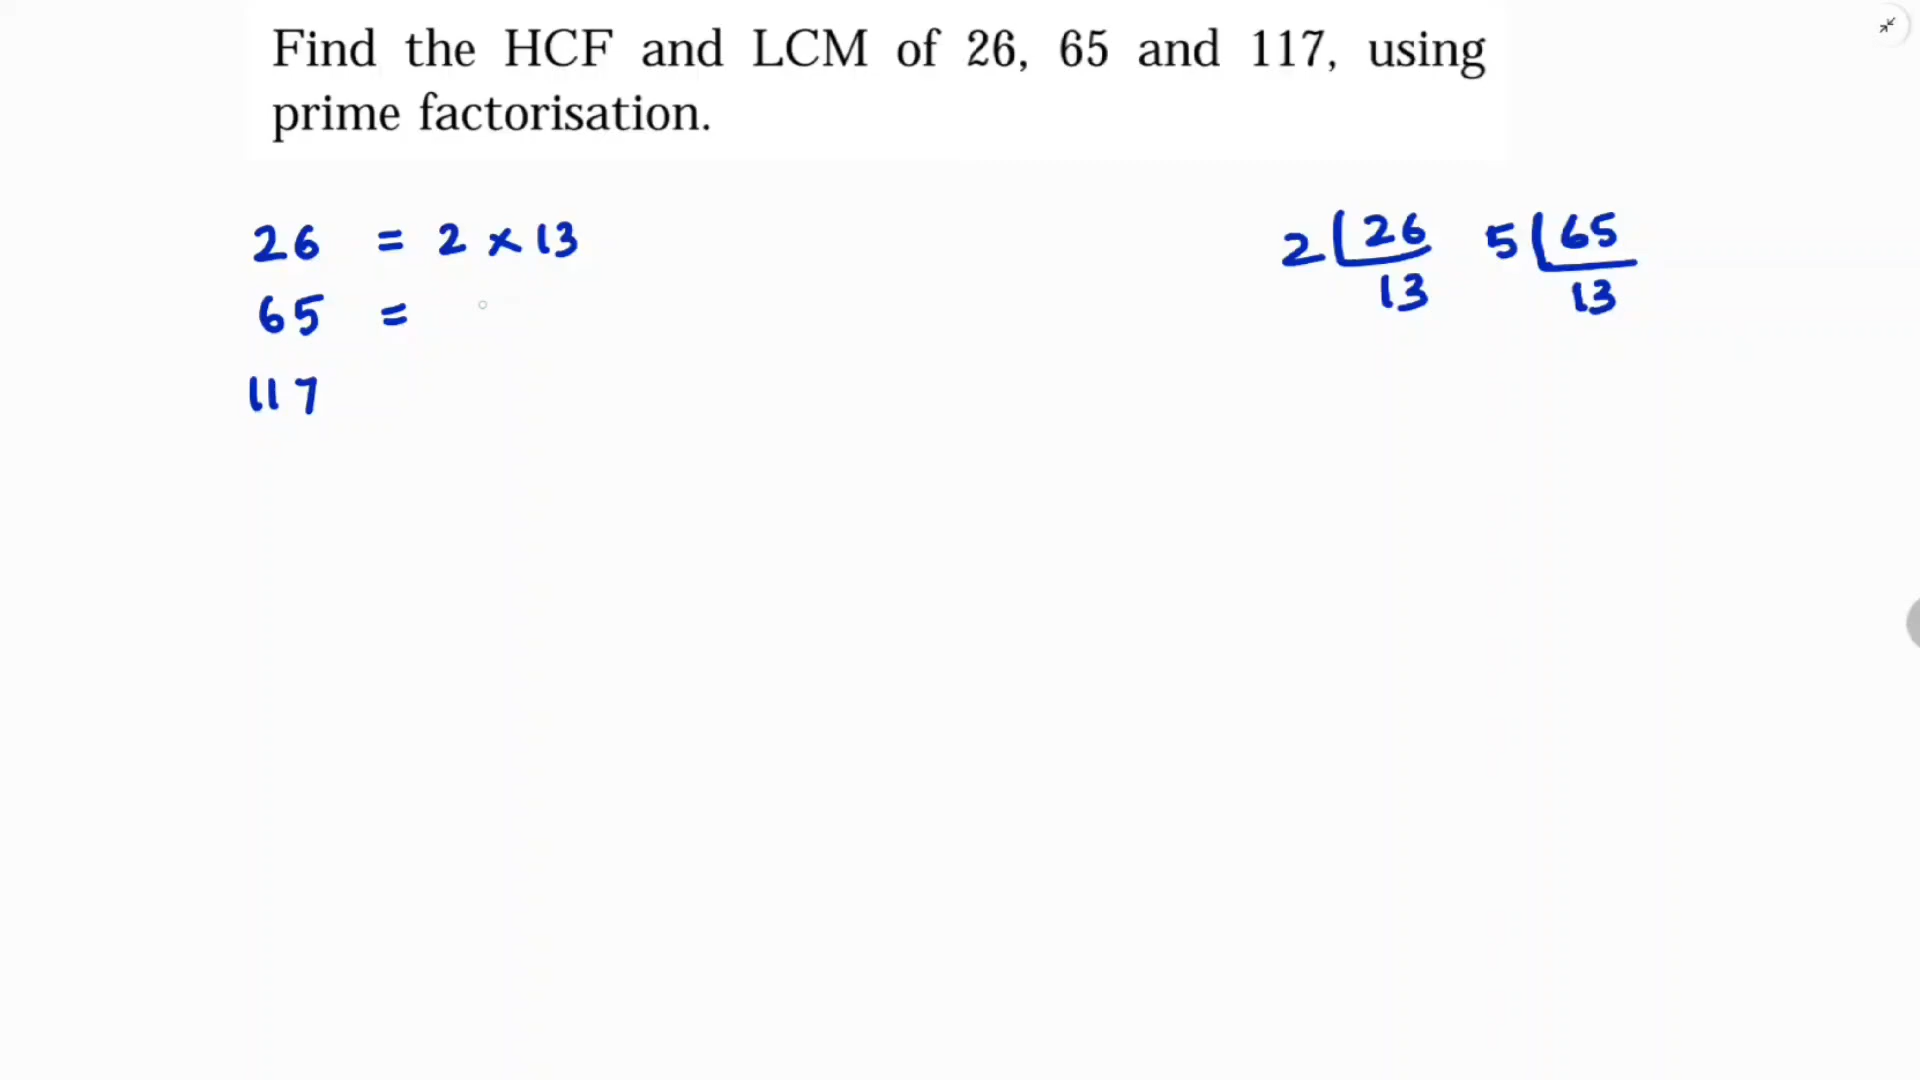 Find the HCF and LCM of 26, 65 and 117, using
prime factorisation.
26 = 2 × 13
65 =
117
2 26
13
5 65
13